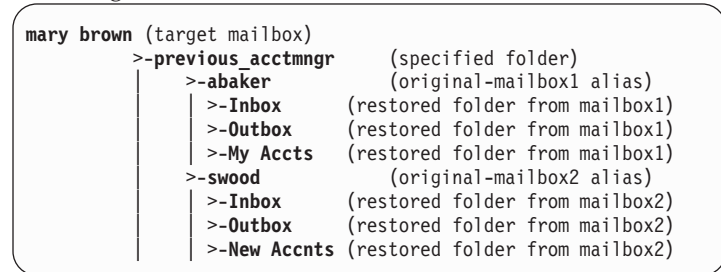 mary brown (target mailbox)
>-previous_acctmngr (specified folder)
>-abaker (original-mailbox1 alias)
>-Inbox (restored folder from mailbox1)
>-Outbox (restored folder from mailbox1)
>-My Accts (restored folder from mailbox1)
>-swood (original-mailbox2 alias)
>-Inbox (restored folder from mailbox2)
>-Outbox (restored folder from mailbox2)
>-New Accnts (restored folder from mailbox2)